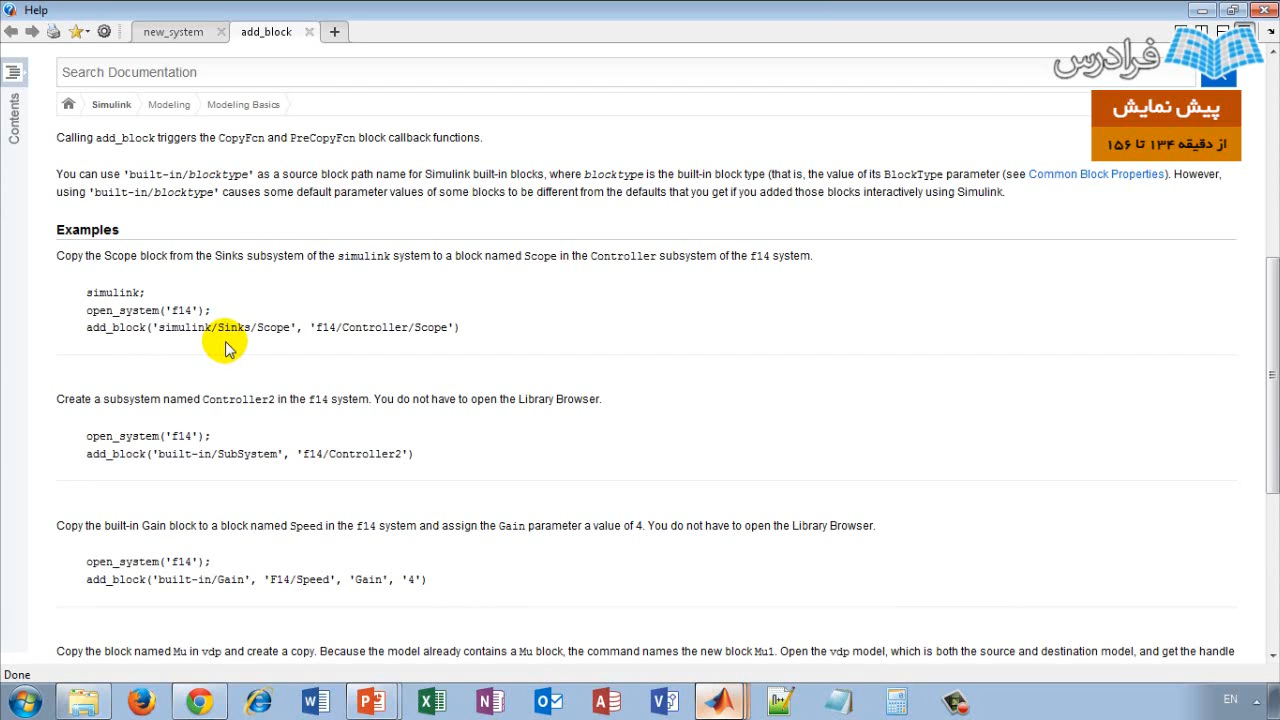 Help
new_system
add_block
Search Documentation
فرادرس
Contents
Simulink
Modeling
Modeling Basics
پیش نمایش
از دقیقه ۱۳۴ تا ۱۵۶
Calling add_block triggers the CopyFcn and PreCopyFcn block callback functions.
You can use 'built-in/blocktype' as a source block path name for Simulink built-in blocks, where blocktype is the built-in block type (that is, the value of its BlockType parameter (see Common Block Properties). However,
using 'built-in/blocktype' causes some default parameter values of some blocks to be different from the defaults that you get if you added those blocks interactively using Simulink.
Examples
Copy the Scope block from the Sinks subsystem of the simulink system to a block named Scope in the Controller subsystem of the f14 system.
simulink;
open_system('f14');
add_block('simulink/Sinks/Scope', 'f14/Controller/Scope')
Create a subsystem named Controller2 in the f14 system. You do not have to open the Library Browser.
open_system('f14');
add_block('built-in/SubSystem', 'f14/Controller2')
Copy the built-in Gain block to a block named Speed in the f14 system and assign the Gain parameter a value of 4. You do not have to open the Library Browser.
open_system('f14');
add_block('built-in/Gain', 'F14/Speed', 'Gain', '4')
Copy the block named Mu in vdp and create a copy. Because the model already contains a Mu block, the command names the new block Mu1. Open the vdp model, which is both the source and destination model, and get the handle
Done
EN